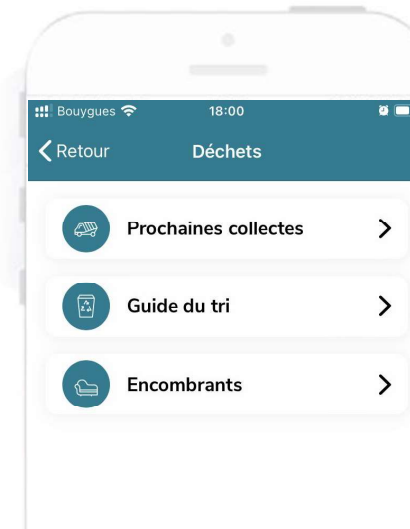 Bouygues 18:00
Retour Déchets
Prochaines collectes
Guide du tri
Encombrants